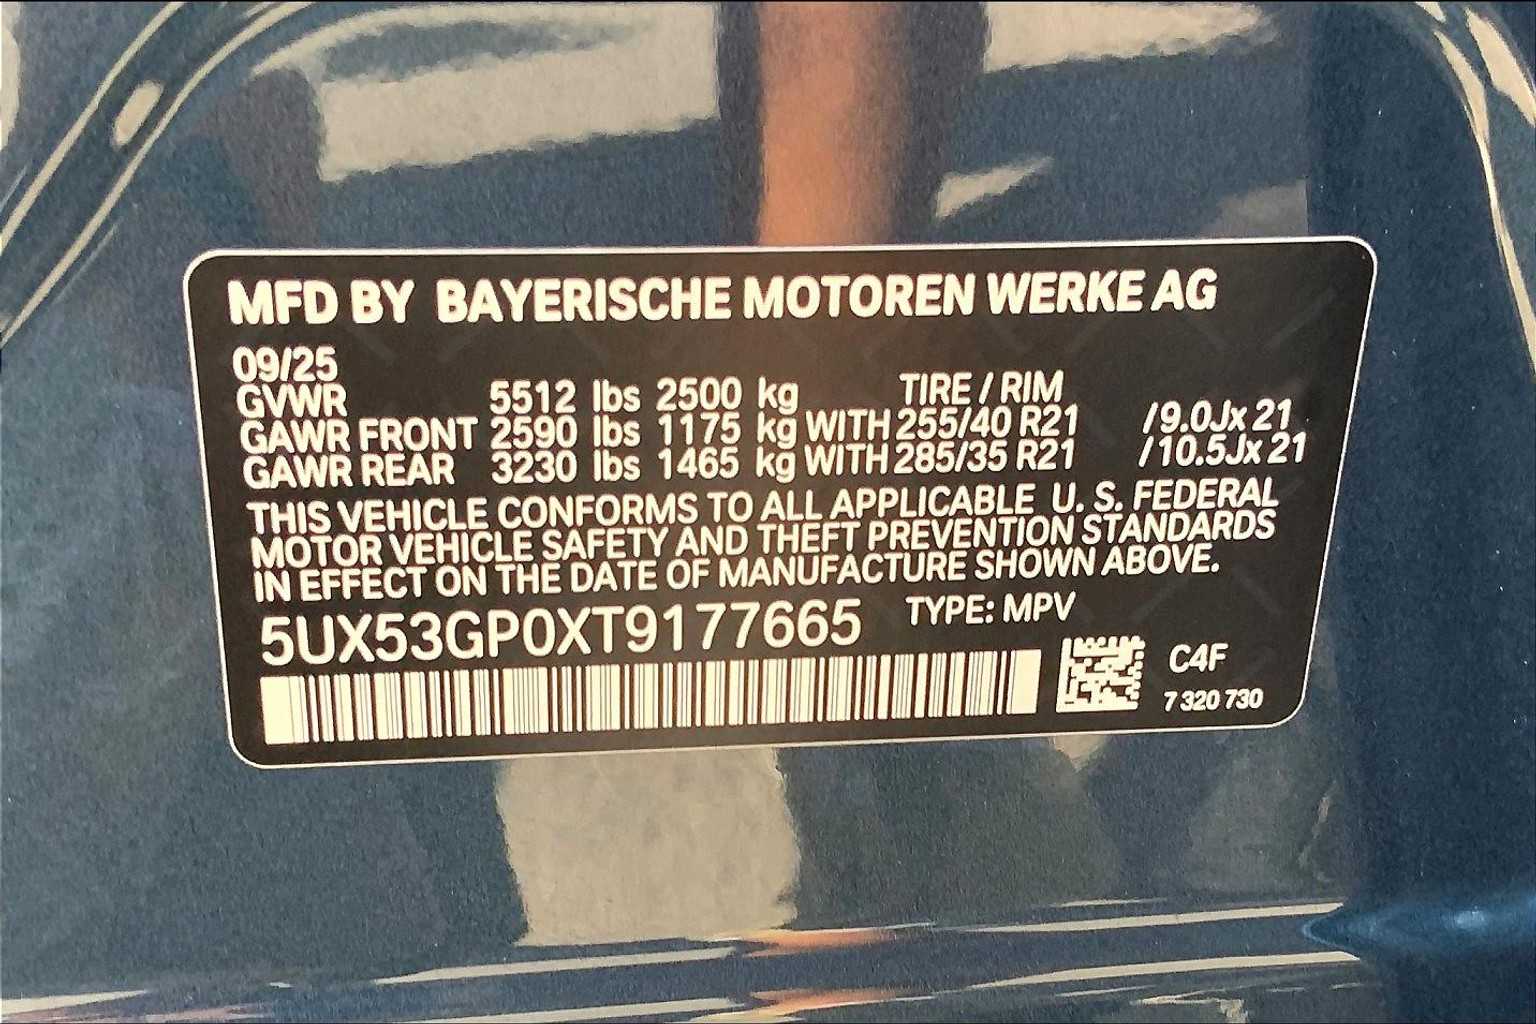 MFD BY BAYERISCHE MOTOREN WERKE AG
09/25
GVWR 5512 lbs 2500 kg TIRE / RIM
GAWR FRONT 2590 lbs 1175 kg WITH 255/40 R21 /9.0Jx 21
GAWR REAR 3230 lbs 1465 kg WITH 285/35 R21 /10.5Jx 21
THIS VEHICLE CONFORMS TO ALL APPLICABLE U. S. FEDERAL
MOTOR VEHICLE SAFETY AND THEFT PREVENTION STANDARDS
IN EFFECT ON THE DATE OF MANUFACTURE SHOWN ABOVE.
5UX53GP0XT9177665 TYPE: MPV
C4F
7 320 730